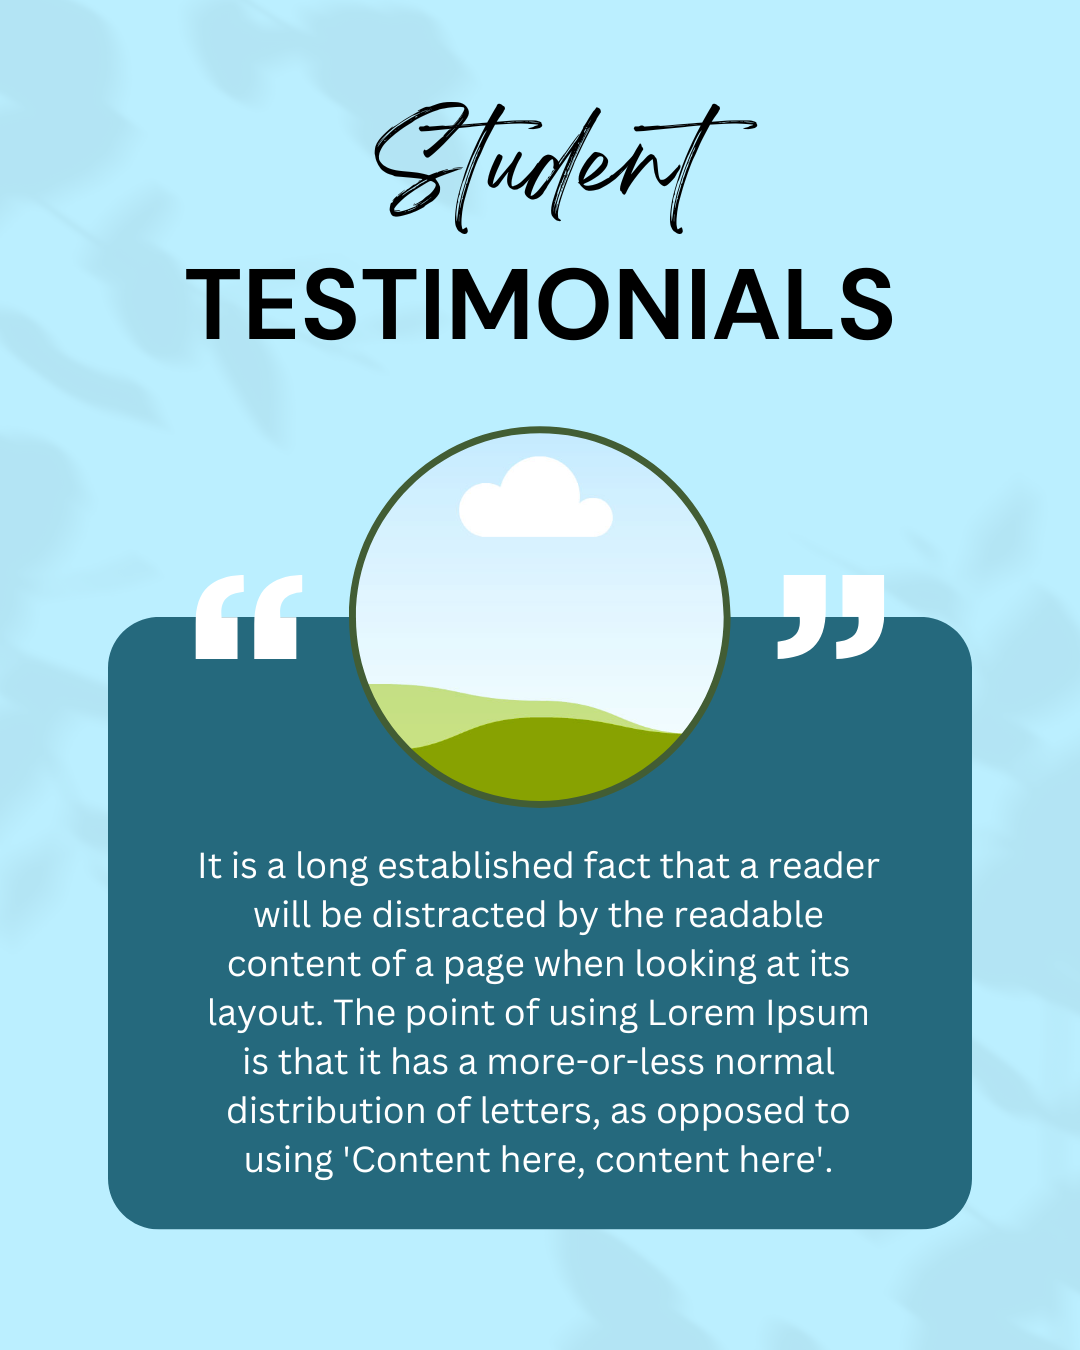 Student
TESTIMONIALS
“ ”
It is a long established fact that a reader
will be distracted by the readable
content of a page when looking at its
layout. The point of using Lorem Ipsum
is that it has a more-or-less normal
distribution of letters, as opposed to
using 'Content here, content here'.